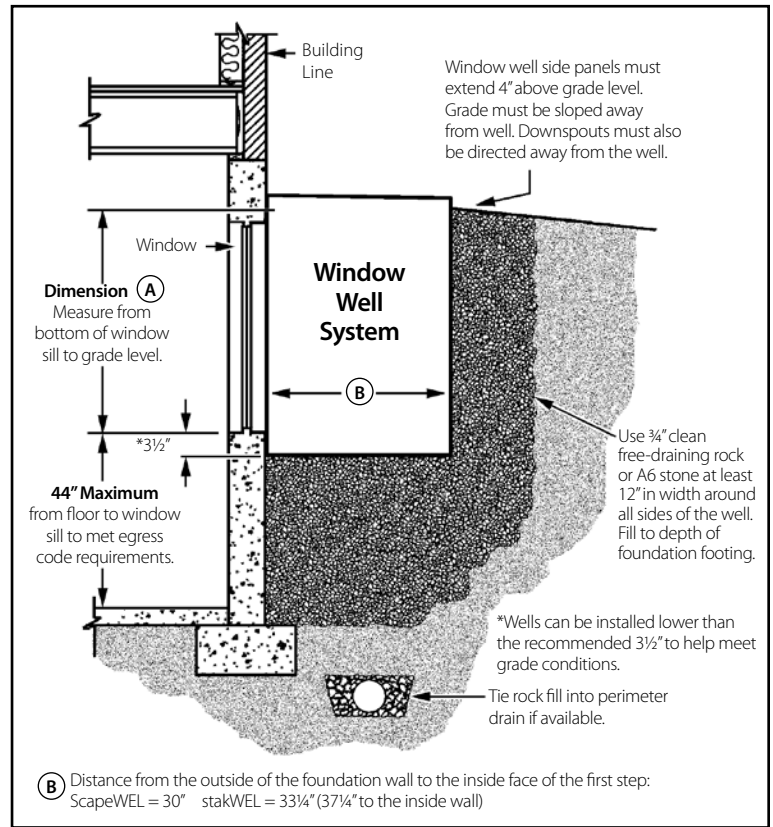 Building
Line
Window well side panels must
extend 4" above grade level.
Grade must be sloped away
from well. Downspouts must also
be directed away from the well.
Window
Dimension A
Measure from
bottom of window
sill to grade level.
Window
Well
System
B
*3½"
44" Maximum
from floor to window
sill to met egress
code requirements.
Use ¾" clean
free-draining rock
or A6 stone at least
12" in width around
all sides of the well.
Fill to depth of
foundation footing.
*Wells can be installed lower than
the recommended 3½" to help meet
grade conditions.
Tie rock fill into perimeter
drain if available.
B Distance from the outside of the foundation wall to the inside face of the first step:
ScapeWEL = 30" stakWEL = 33¼" (37¼" to the inside wall)